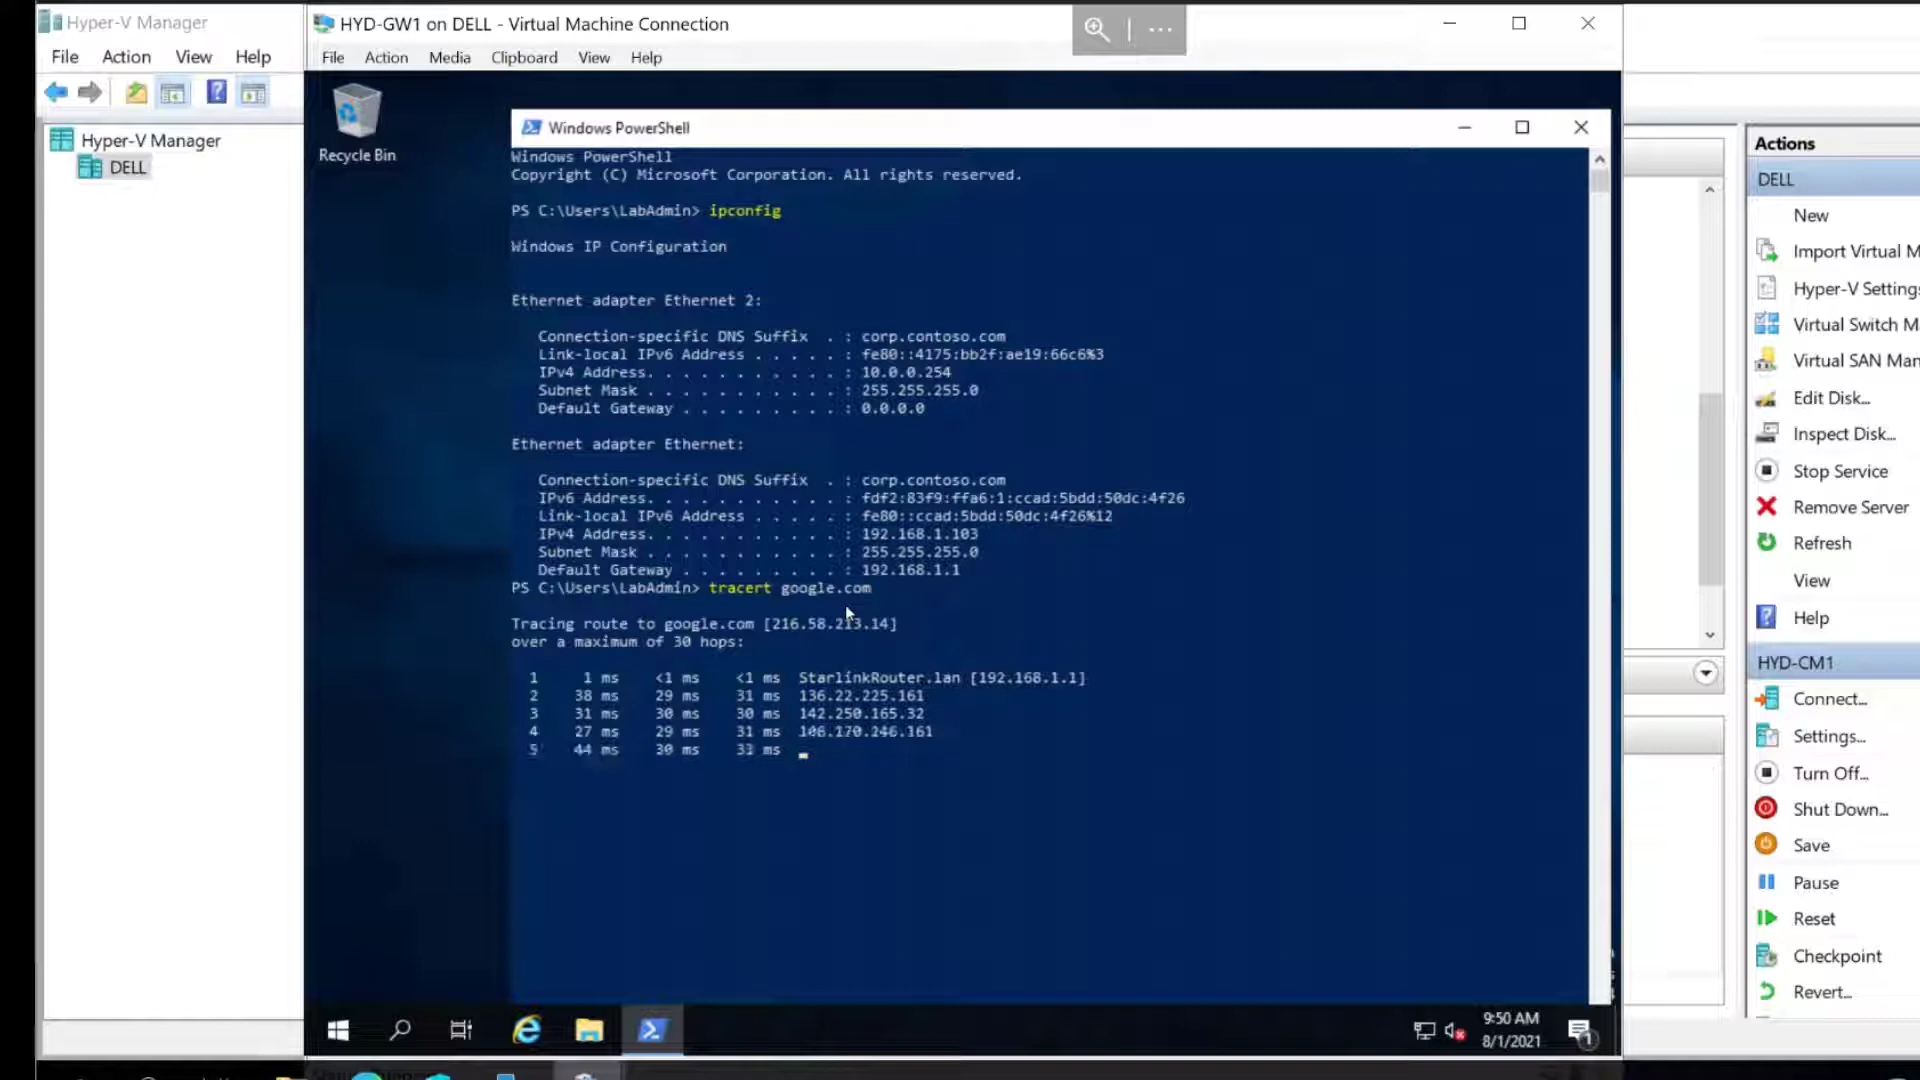 Hyper-V Manager
File Action View Help
Hyper-V Manager
DELL
HYD-GW1 on DELL - Virtual Machine Connection
File Action Media Clipboard View Help
Recycle Bin
Windows PowerShell
Windows PowerShell
Copyright (C) Microsoft Corporation. All rights reserved.
PS C:\Users\LabAdmin> ipconfig
Windows IP Configuration
Ethernet adapter Ethernet 2:
Connection-specific DNS Suffix . : corp.contoso.com
Link-local IPv6 Address . . . . . : fe80::4175:bb2f:ae19:66c6%3
IPv4 Address. . . . . . . . . . . : 10.0.0.254
Subnet Mask . . . . . . . . . . . : 255.255.255.0
Default Gateway . . . . . . . . . : 0.0.0.0
Ethernet adapter Ethernet:
Connection-specific DNS Suffix . : corp.contoso.com
IPv6 Address. . . . . . . . . . . : fdf2:83f9:ffa6:1:ccad:5bdd:50dc:4f26
Link-local IPv6 Address . . . . . : fe80::ccad:5bdd:50dc:4f26%12
IPv4 Address. . . . . . . . . . . : 192.168.1.103
Subnet Mask . . . . . . . . . . . : 255.255.255.0
Default Gateway . . . . . . . . . : 192.168.1.1
PS C:\Users\LabAdmin> tracert google.com
Tracing route to google.com [216.58.213.14]
over a maximum of 30 hops:
1 1 ms <1 ms <1 ms StarlinkRouter.lan [192.168.1.1]
2 38 ms 29 ms 31 ms 136.22.225.161
3 31 ms 30 ms 30 ms 142.250.165.32
4 27 ms 29 ms 31 ms 106.170.246.161
5 44 ms 30 ms 33 ms
9:50 AM
8/1/2021
1
Actions
DELL
New
Import Virtual M
Hyper-V Settings
Virtual Switch M
Virtual SAN Man
Edit Disk...
Inspect Disk...
Stop Service
Remove Server
Refresh
View
Help
HYD-CM1
Connect...
Settings...
Turn Off...
Shut Down...
Save
Pause
Reset
Checkpoint
Revert...